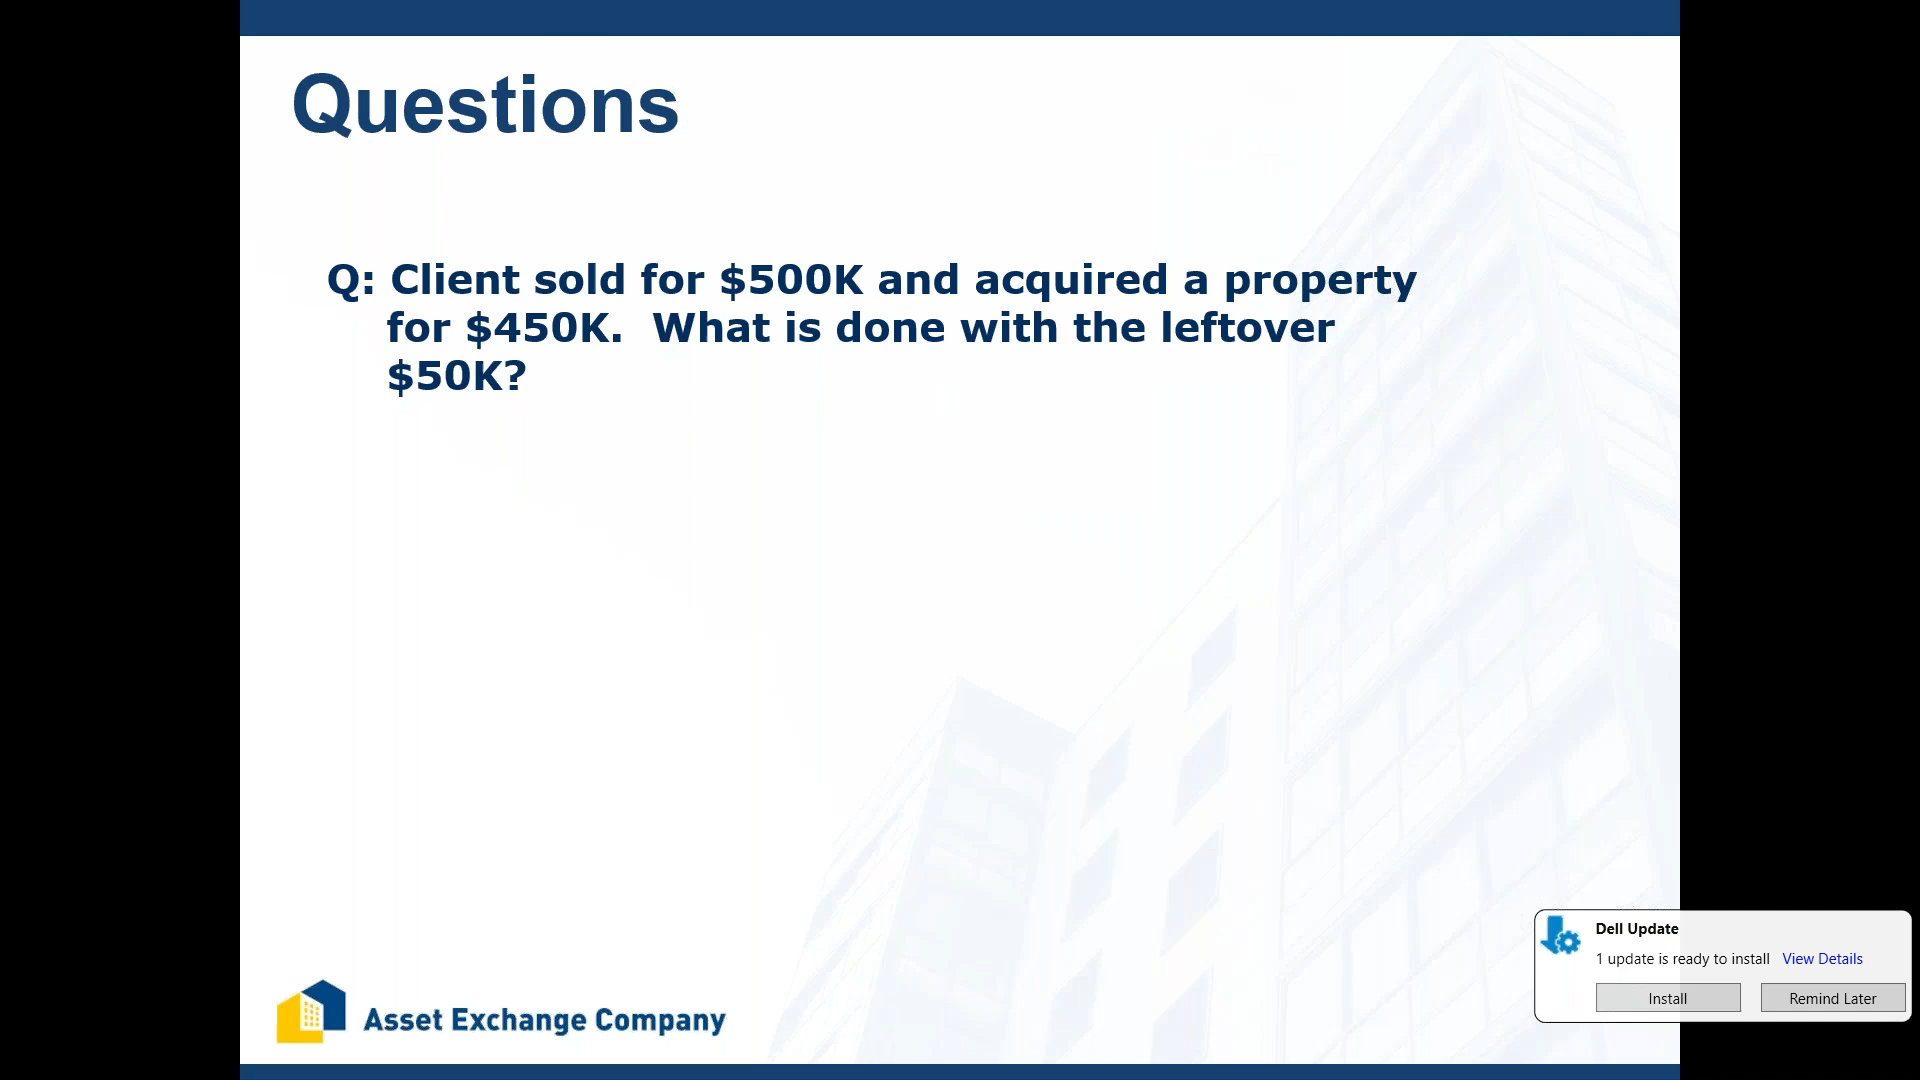 Questions
Q: Client sold for $500K and acquired a property
for $450K.  What is done with the leftover
$50K?
Asset Exchange Company
Dell Update
1 update is ready to install View Details
Install Remind Later